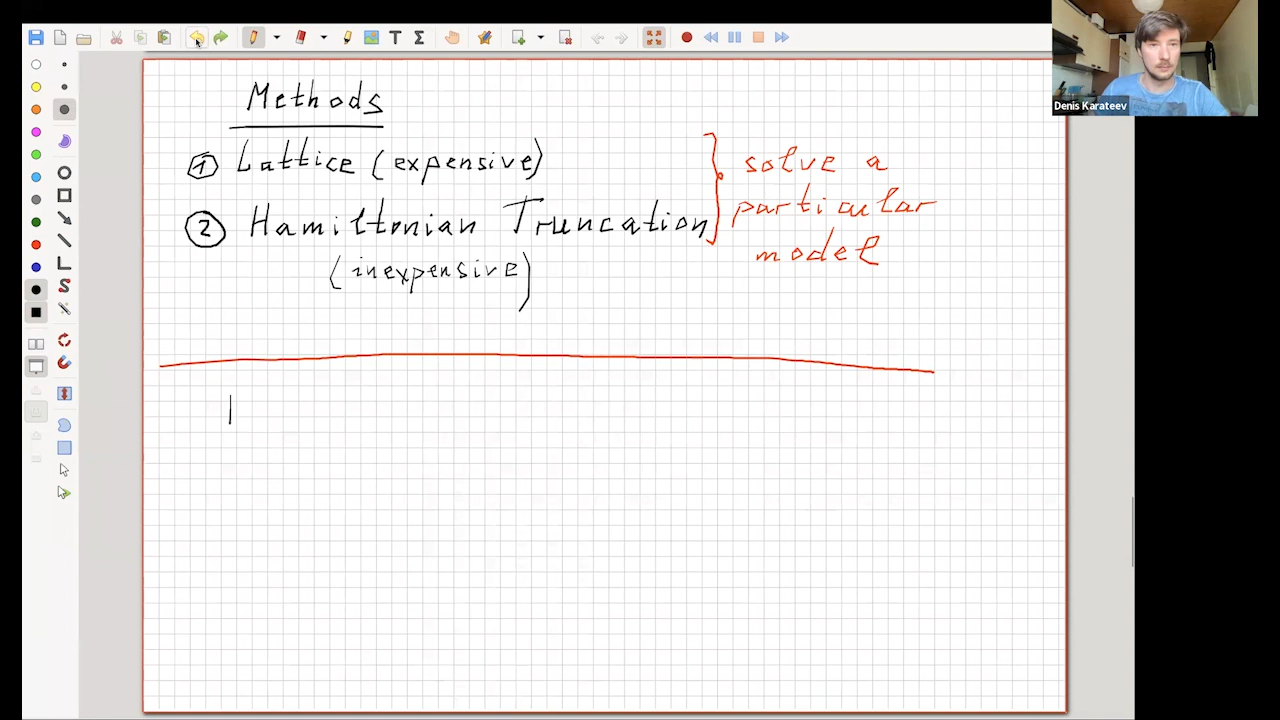 Denis Karateev
Methods
① Lattice (expensive)
② Hamiltonian Truncation
(inexpensive)
solve a
particular
model